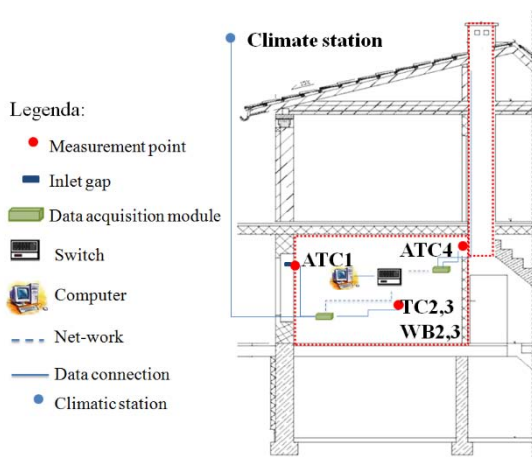 Climate station
Legenda:
Measurement point
Inlet gap
Data acquisition module
Switch
Computer
Net-work
Data connection
Climatic station
ATC1
ATC4
TC2,3
WB2,3